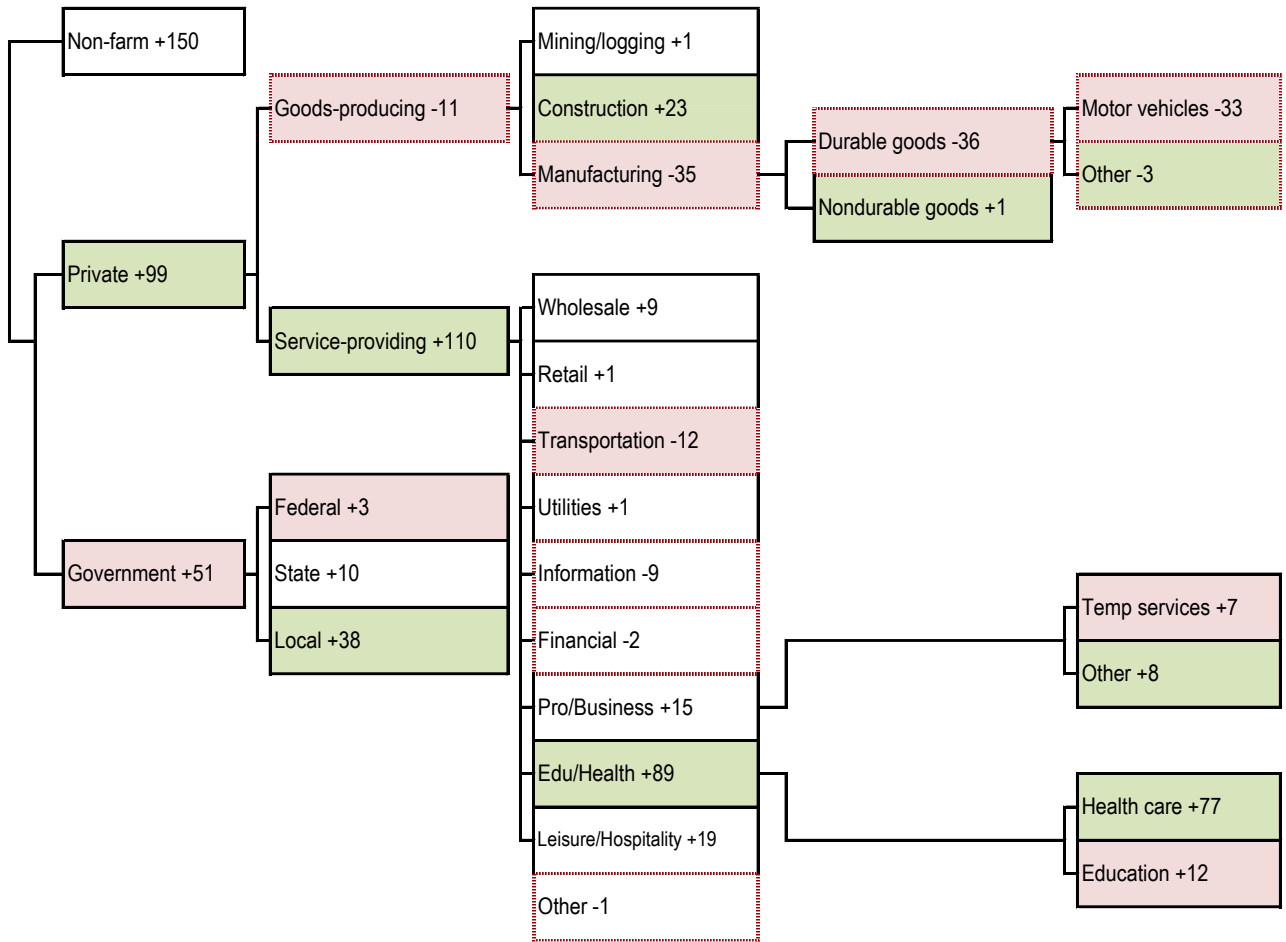 Non-farm +150
Private +99
Government +51
Goods-producing -11
Service-providing +110
Federal +3
State +10
Local +38
Mining/logging +1
Construction +23
Manufacturing -35
Wholesale +9
Retail +1
Transportation -12
Utilities +1
Information -9
Financial -2
Pro/Business +15
Edu/Health +89
Leisure/Hospitality +19
Other -1
Durable goods -36
Nondurable goods +1
Motor vehicles -33
Other -3
Temp services +7
Other +8
Health care +77
Education +12